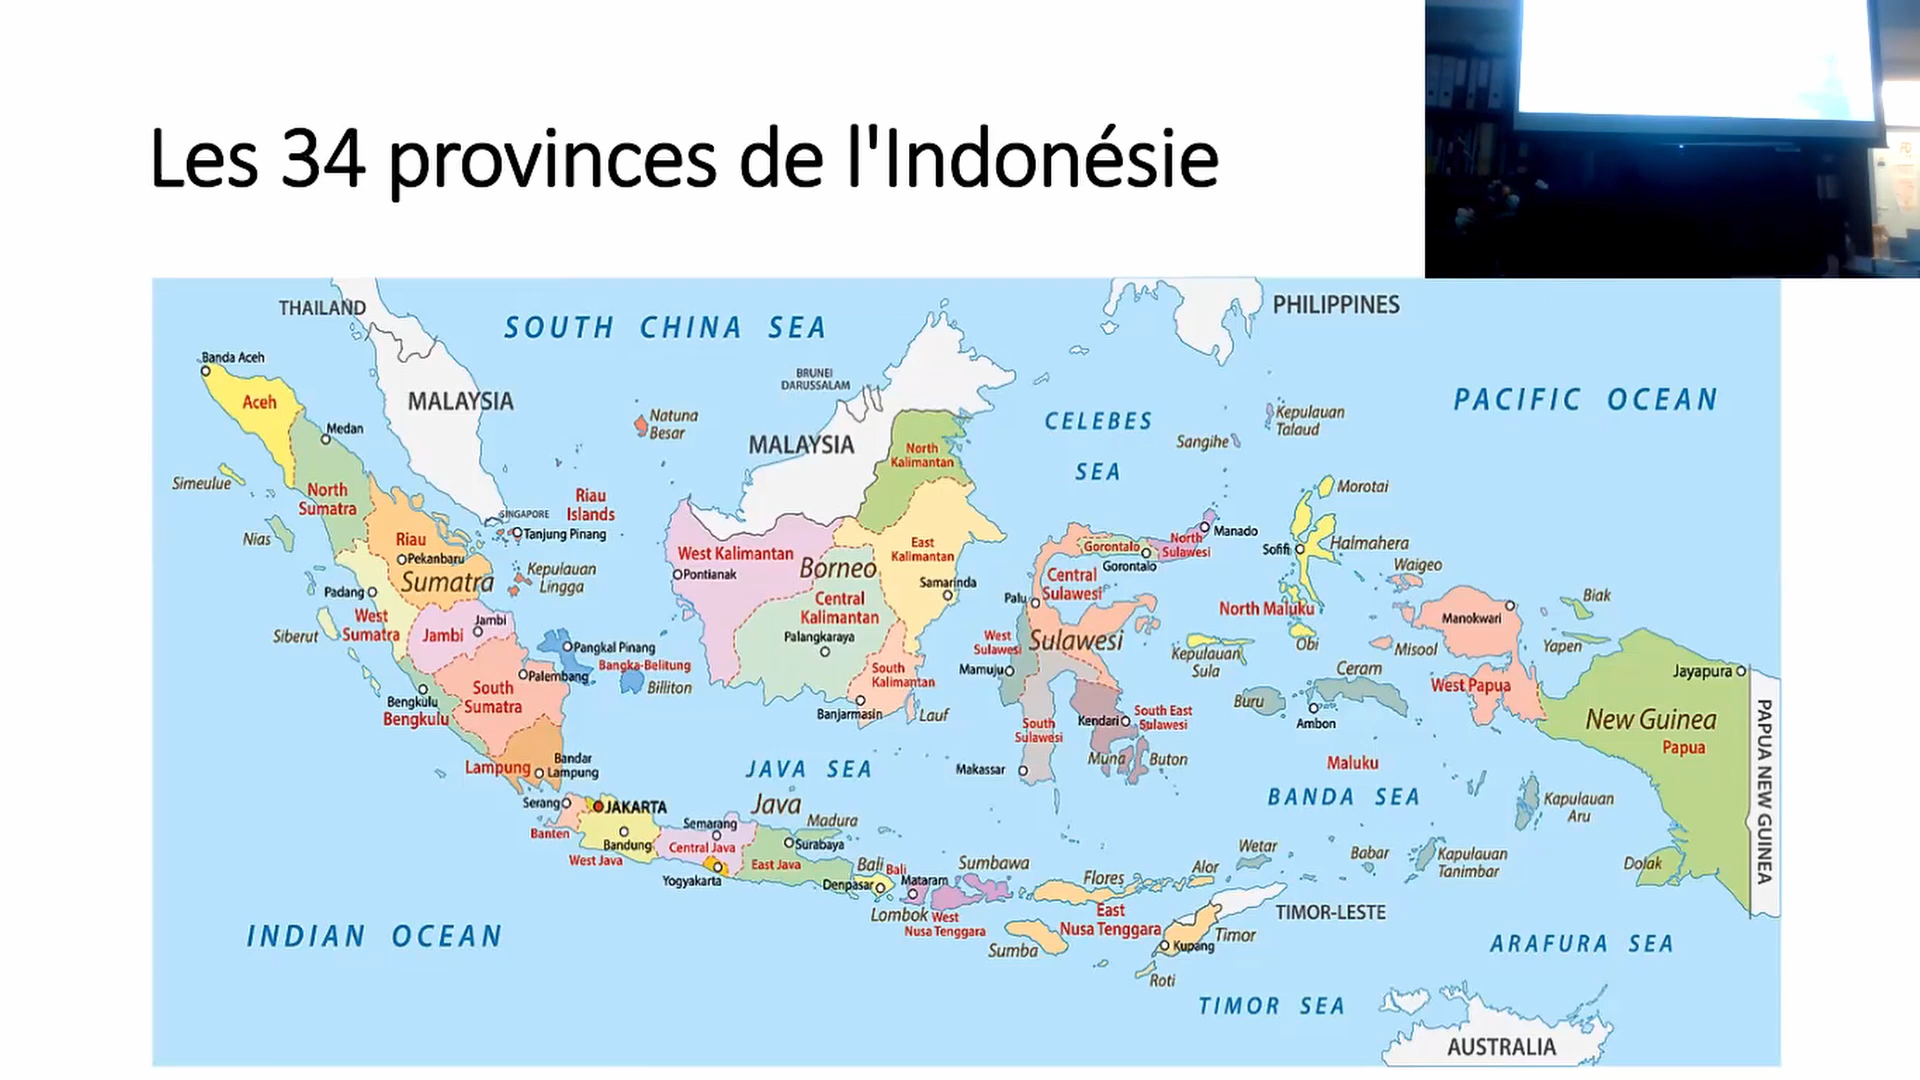 Les 34 provinces de l'Indonésie
THAILAND
SOUTH CHINA SEA
PHILIPPINES
Banda Aceh
BRUNEI
DARUSSALAM
Aceh
MALAYSIA
PACIFIC OCEAN
Natuna
Besar
CELEBES
SEA
Kepulauan
Talaud
Medan
MALAYSIA
Sangihe
North
Kalimantan
Simeulue
North
Sumatra
Riau
Islands
Morotai
SINGAPORE
Tanjung Pinang
Nias
Riau
Pekanbaru
Sumatra
West Kalimantan
Pontianak
Borneo
East
Kalimantan
Samarinda
Gorontalo
Gorontalo
North
Sulawesi
Manado
Sofifi
Halmahera
Waigeo
Kepulauan
Lingga
Central
Sulawesi
Palu
Padang
West
Sumatra
Siberut
Jambi
Jambi
Central
Kalimantan
Palangkaraya
North Maluku
Biak
Manokwari
West
Sulawesi
Sulawesi
Mamuju
Kepulauan
Sula
Obi
Misool
Yapen
Pangkal Pinang
Bangka-Belitung
Billiton
Palembang
South
Sumatra
South
Kalimantan
Ceram
Jayapura
Bengkulu
Bengkulu
Banjarmasin
Lauf
Buru
Ambon
West Papua
New Guinea
Papua
PAPUA NEW GUINEA
South
Sulawesi
Kendari
South East
Sulawesi
Muna
Buton
Lampung
Bandar
Lampung
JAVA SEA
Makassar
Maluku
BANDA SEA
Serang
JAKARTA
Java
Madura
Kapulauan
Aru
Banten
Bandung
West Java
Semarang
Central Java
Surabaya
East Java
Yogyakarta
Bali
Bali
Denpasar
Mataram
Lombok
West
Nusa Tenggara
Sumbawa
Flores
Alor
Wetar
Babar
Kapulauan
Tanimbar
Dolak
East
Nusa Tenggara
Sumba
TIMOR-LESTE
Timor
Kupang
Roti
INDIAN OCEAN
ARAFURA SEA
TIMOR SEA
AUSTRALIA